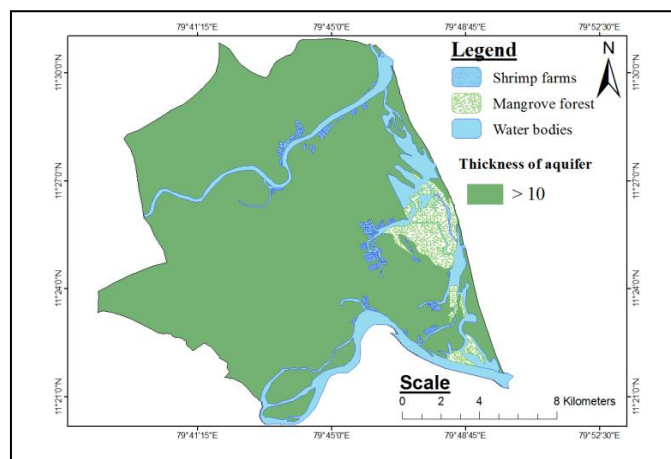 79°41'15"E 79°45'0"E 79°48'45"E 79°52'30"E
11°30'0"N
11°27'0"N
11°24'0"N
11°21'0"N
Legend
N
Shrimp farms
Mangrove forest
Water bodies
Thickness of aquifer
> 10
Scale
0 2 4 8 Kilometers
11°30'0"N
11°27'0"N
11°24'0"N
11°21'0"N
79°41'15"E 79°45'0"E 79°48'45"E 79°52'30"E